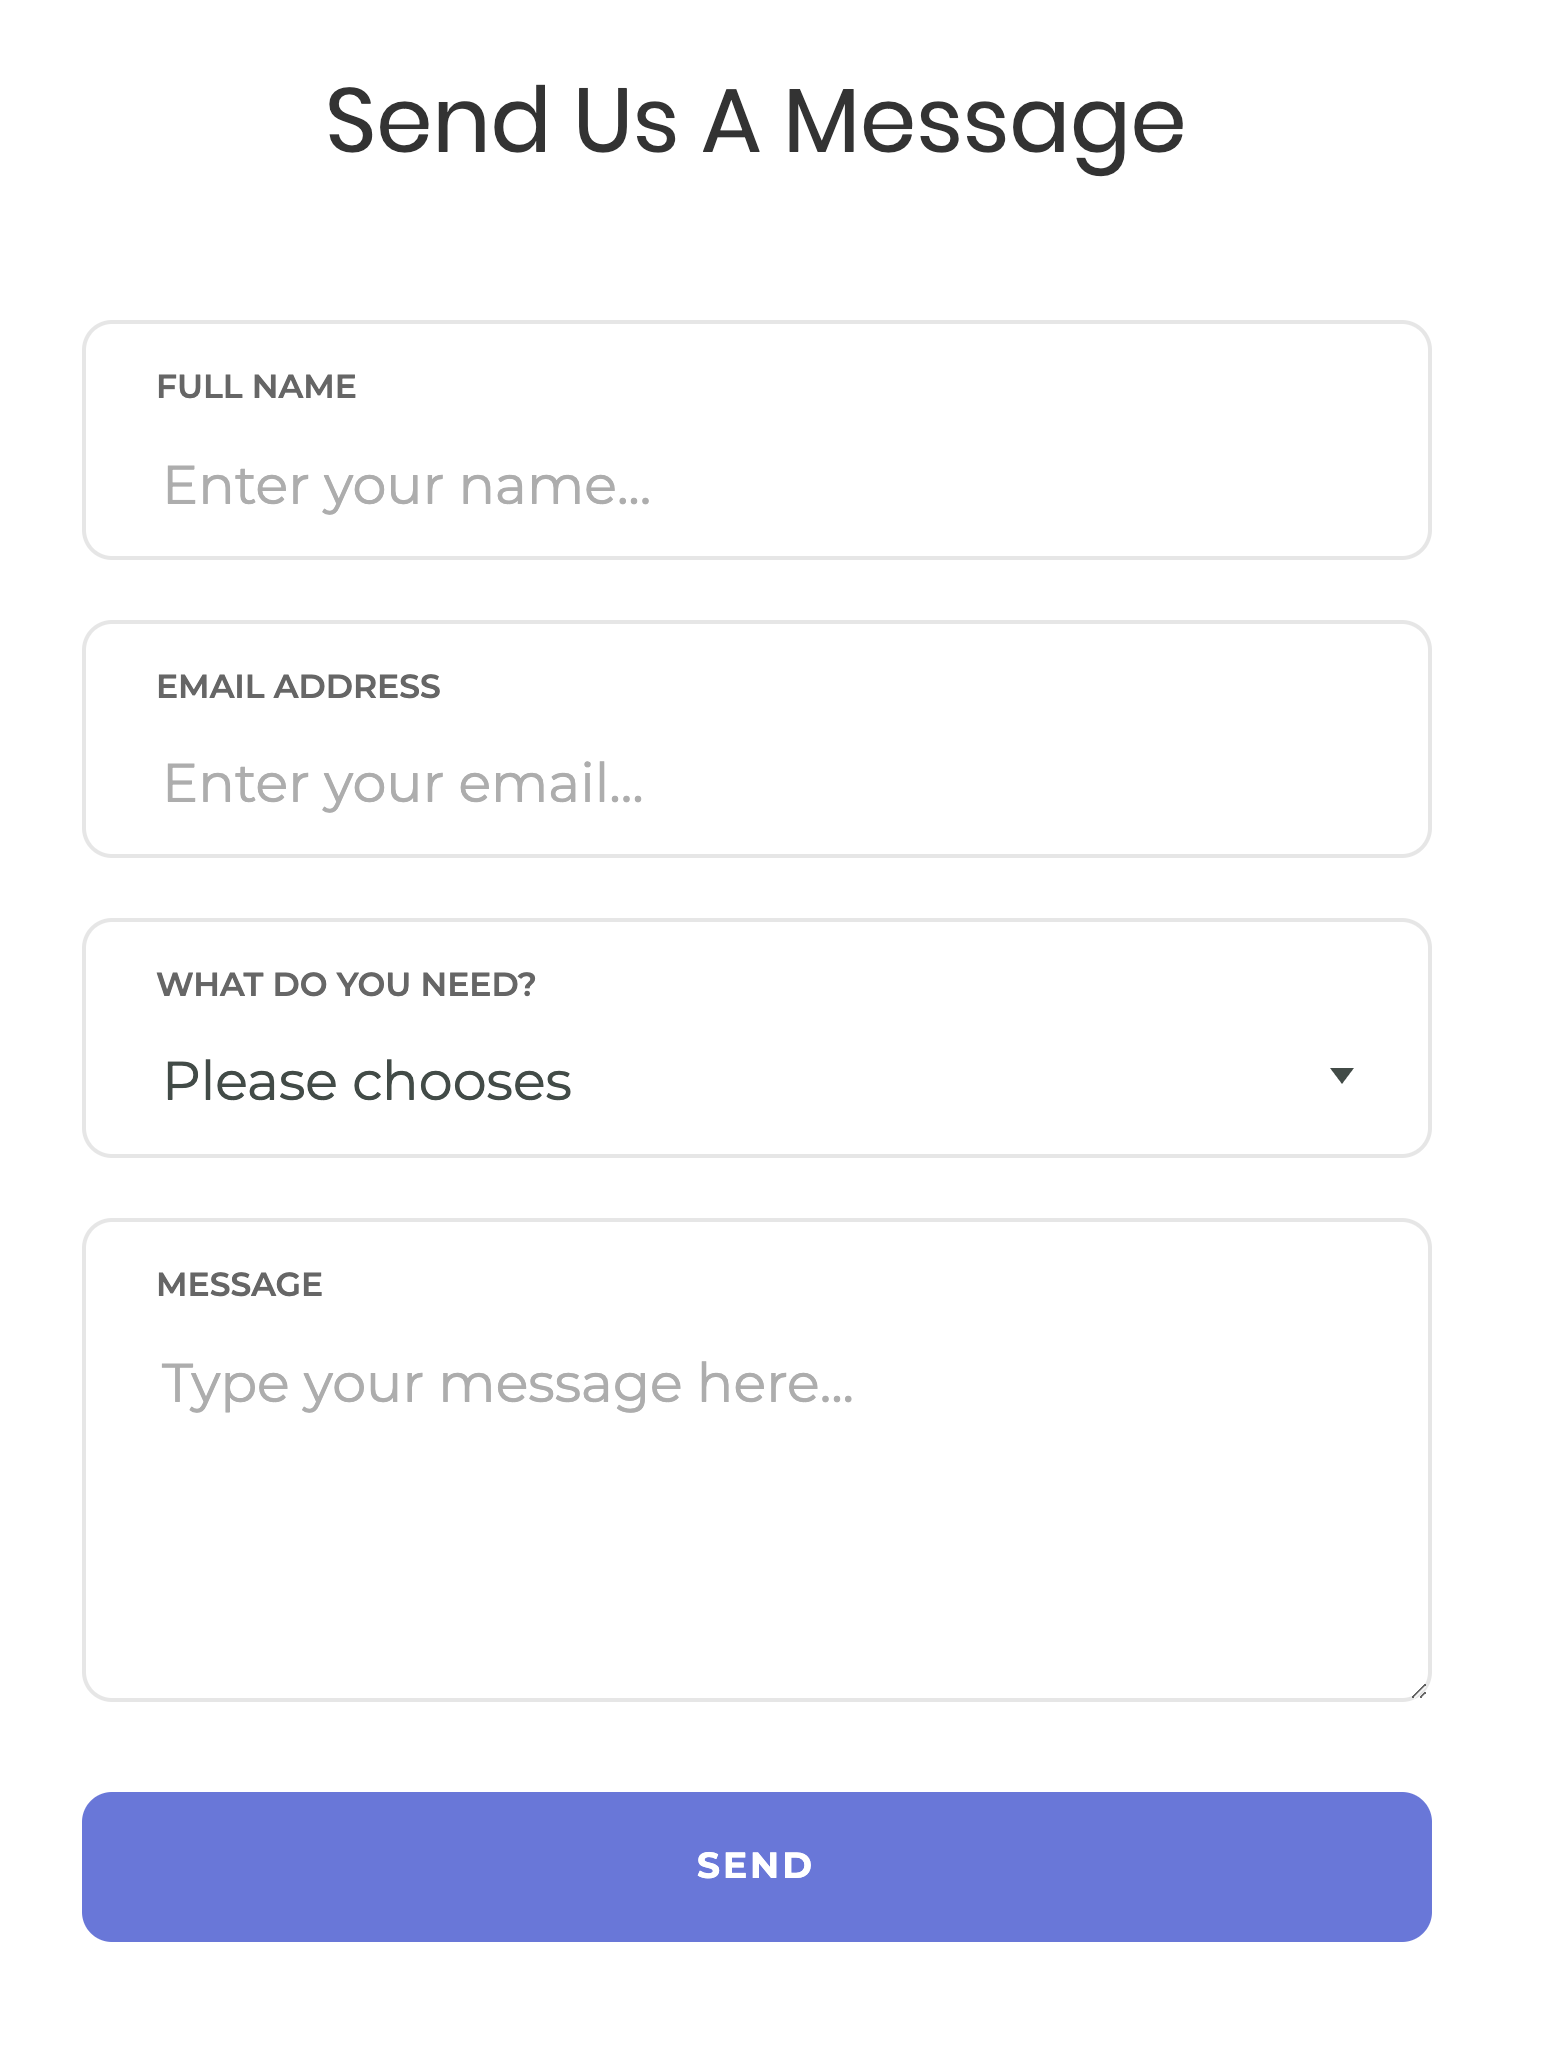 Send Us A Message
FULL NAME
Enter your name...
EMAIL ADDRESS
Enter your email...
WHAT DO YOU NEED?
Please chooses
MESSAGE
Type your message here...
SEND